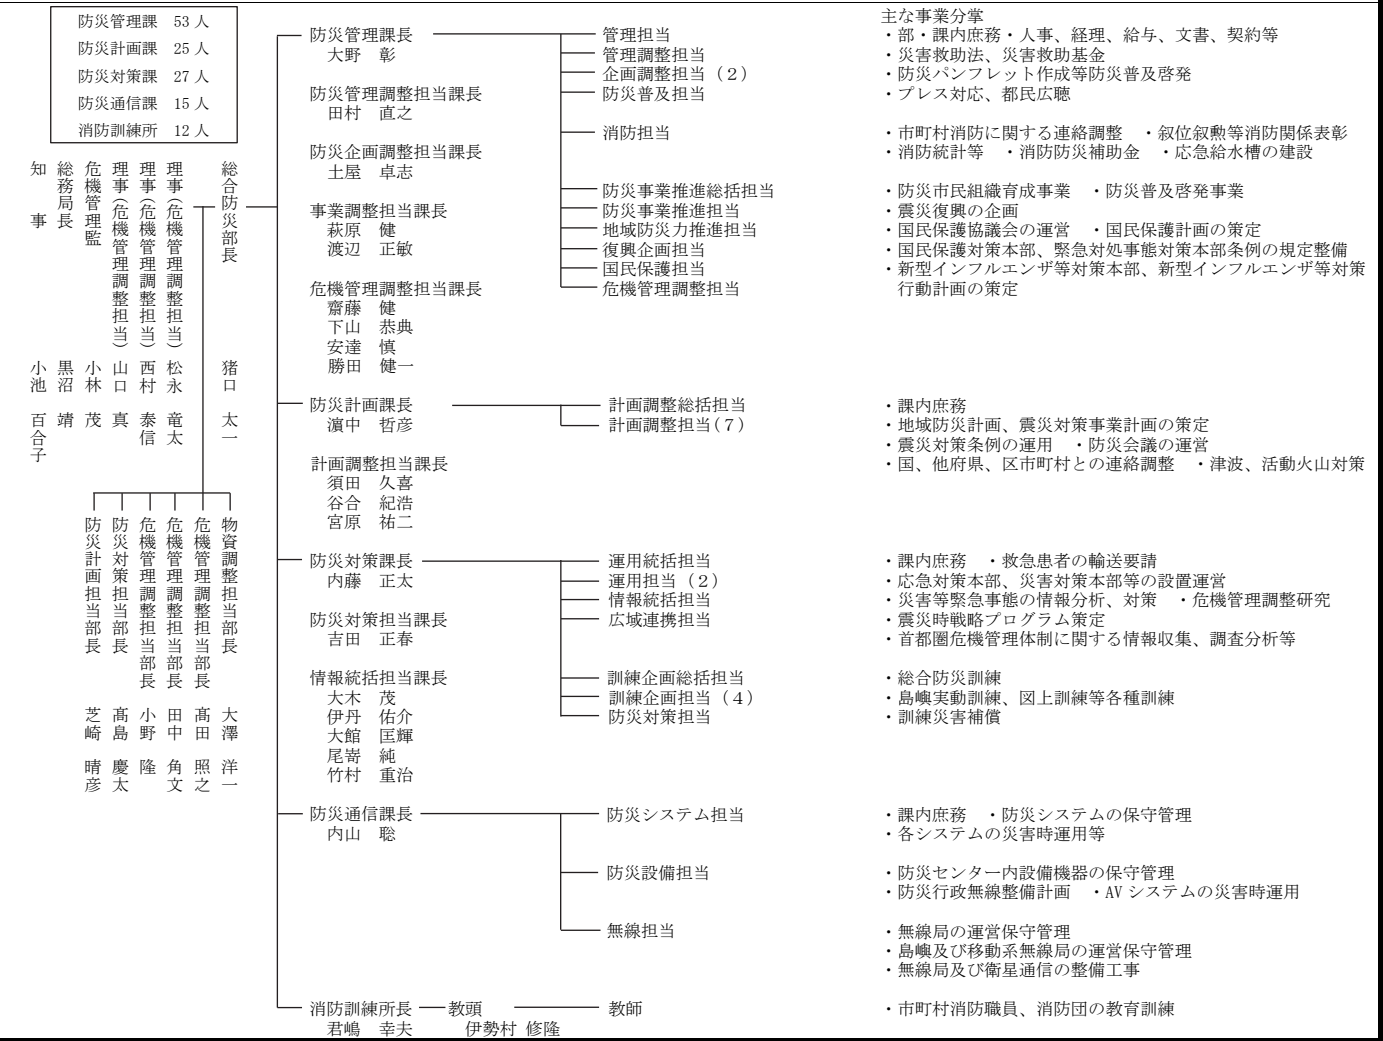 防災管理課 53 人
防災計画課 25 人
防災対策課 27 人
防災通信課 15 人
消防訓練所 12 人
知 事 小池 百合子
総務局長 黒沼 靖
危機管理監 小林 茂
理事(危機管理調整担当) 山口 真
理事(危機管理調整担当) 西村 泰信
理事(危機管理調整担当) 松永 竜太
総合防災部長 猪口 太一
防災計画担当部長 芝崎 晴彦
防災対策担当部長 髙島 慶太
危機管理調整担当部長 小野 隆
危機管理調整担当部長 田中 角文
危機管理調整担当部長 髙田 照之
物資調整担当部長 大澤 洋一
防災管理課長
大野 彰
防災管理調整担当課長
田村 直之
防災企画調整担当課長
土屋 卓志
事業調整担当課長
萩原 健
渡辺 正敏
危機管理調整担当課長
齋藤 健
下山 恭典
安達 慎
勝田 健一
管理担当
管理調整担当
企画調整担当(2)
防災普及担当
消防担当
防災事業推進総括担当
防災事業推進担当
地域防災力推進担当
復興企画担当
国民保護担当
危機管理調整担当
主な事業分掌
・部・課内庶務・人事、経理、給与、文書、契約等
・災害救助法、災害救助基金
・防災パンフレット作成等防災普及啓発
・プレス対応、都民広聴
・市町村消防に関する連絡調整 ・叙位叙勲等消防関係表彰
・消防統計等 ・消防防災補助金 ・応急給水槽の建設
・防災市民組織育成事業 ・防災普及啓発事業
・震災復興の企画
・国民保護協議会の運営 ・国民保護計画の策定
・国民保護対策本部、緊急対処事態対策本部条例の規定整備
・新型インフルエンザ等対策本部、新型インフルエンザ等対策
行動計画の策定
防災計画課長
濵中 哲彦
計画調整担当課長
須田 久喜
谷合 紀浩
宮原 祐二
計画調整総括担当
計画調整担当(7)
・課内庶務
・地域防災計画、震災対策事業計画の策定
・震災対策条例の運用 ・防災会議の運営
・国、他府県、区市町村との連絡調整 ・津波、活動火山対策
防災対策課長
内藤 正太
防災対策担当課長
吉田 正春
情報統括担当課長
大木 茂
伊丹 佑介
大館 匡輝
尾嵜 純
竹村 重治
運用統括担当
運用担当(2)
情報統括担当
広域連携担当
訓練企画総括担当
訓練企画担当(4)
防災対策担当
・課内庶務 ・救急患者の輸送要請
・応急対策本部、災害対策本部等の設置運営
・災害等緊急事態の情報分析、対策 ・危機管理調整研究
・震災時戦略プログラム策定
・首都圏危機管理体制に関する情報収集、調査分析等
・総合防災訓練
・島嶼実動訓練、図上訓練等各種訓練
・訓練災害補償
防災通信課長
内山 聡
防災システム担当
防災設備担当
無線担当
・課内庶務 ・防災システムの保守管理
・各システムの災害時運用等
・防災センター内設備機器の保守管理
・防災行政無線整備計画 ・AV システムの災害時運用
・無線局の運営保守管理
・島嶼及び移動系無線局の運営保守管理
・無線局及び衛星通信の整備工事
消防訓練所長 教頭 教師
君嶋 幸夫 伊勢村 修隆
・市町村消防職員、消防団の教育訓練